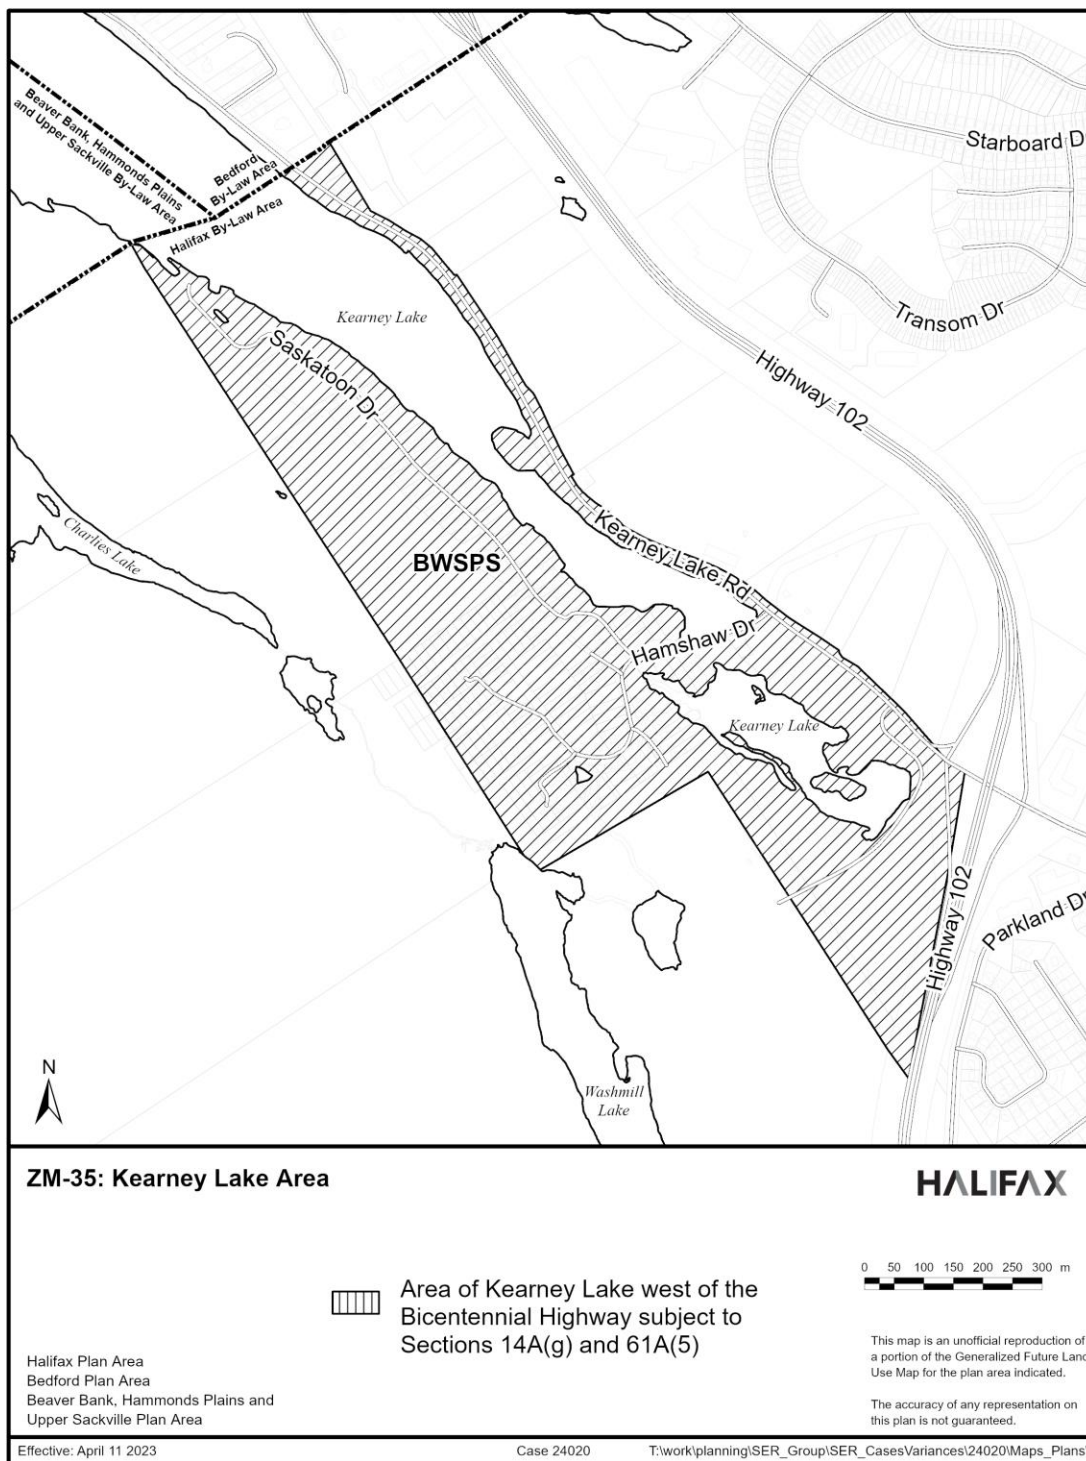 Beaver Bank, Hammonds Plains
and Upper Sackville By-Law Area
Bedford
By-Law Area
Halifax By-Law Area
Starboard D
Transom Dr
Kearney Lake
Saskatoon Dr
Highway 102
Charlies Lake
BWSPS
Kearney Lake Rd
Hamshaw Dr
Kearney Lake
Highway 102
Parkland Dr
Washmill
Lake
N
ZM-35: Kearney Lake Area
HALIFAX
0 50 100 150 200 250 300 m
Area of Kearney Lake west of the
Bicentennial Highway subject to
Sections 14A(g) and 61A(5)
This map is an unofficial reproduction of
a portion of the Generalized Future Land
Use Map for the plan area indicated.
The accuracy of any representation on
this plan is not guaranteed.
Halifax Plan Area
Bedford Plan Area
Beaver Bank, Hammonds Plains and
Upper Sackville Plan Area
Effective: April 11 2023
Case 24020
T:\work\planning\SER_Group\SER_CasesVariances\24020\Maps_Plans\